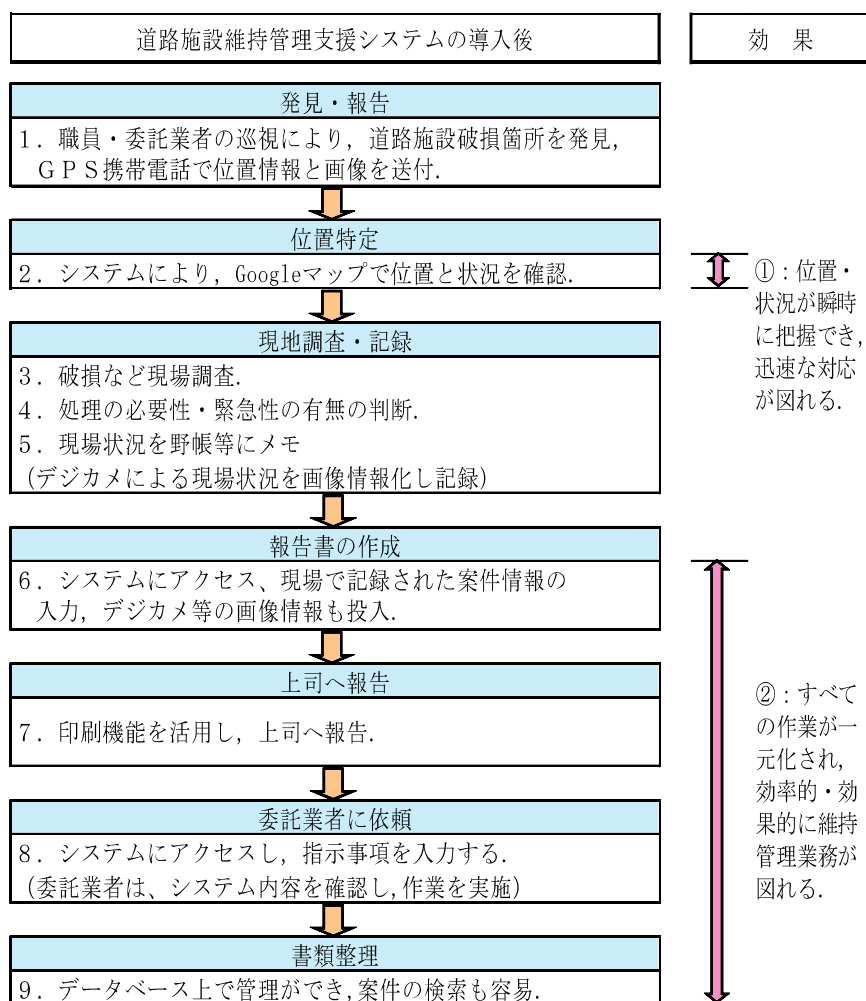 道路施設維持管理支援システムの導入後
効 果
発見・報告
1．職員・委託業者の巡視により，道路施設破損箇所を発見，
ＧＰＳ携帯電話で位置情報と画像を送付．
位置特定
2．システムにより，Googleマップで位置と状況を確認．
①：位置・
状況が瞬時
に把握でき，
迅速な対応
が図れる．
現地調査・記録
3．破損など現場調査．
4．処理の必要性・緊急性の有無の判断．
5．現場状況を野帳等にメモ
(デジカメによる現場状況を画像情報化し記録)
報告書の作成
6．システムにアクセス、現場で記録された案件情報の
入力，デジカメ等の画像情報も投入．
上司へ報告
7．印刷機能を活用し，上司へ報告．
②：すべて
の作業が一
元化され，
効率的・効
果的に維持
管理業務が
図れる．
委託業者に依頼
8．システムにアクセスし，指示事項を入力する．
(委託業者は、システム内容を確認し,作業を実施)
書類整理
9．データベース上で管理ができ,案件の検索も容易．